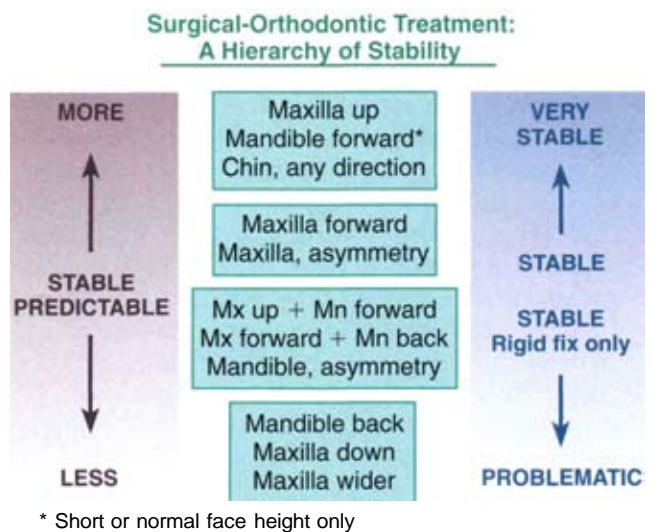 Surgical-Orthodontic Treatment:
A Hierarchy of Stability
MORE
STABLE
PREDICTABLE
LESS
Maxilla up
Mandible forward*
Chin, any direction
Maxilla forward
Maxilla, asymmetry
Mx up + Mn forward
Mx forward + Mn back
Mandible, asymmetry
Mandible back
Maxilla down
Maxilla wider
VERY
STABLE
STABLE
STABLE
Rigid fix only
PROBLEMATIC
* Short or normal face height only